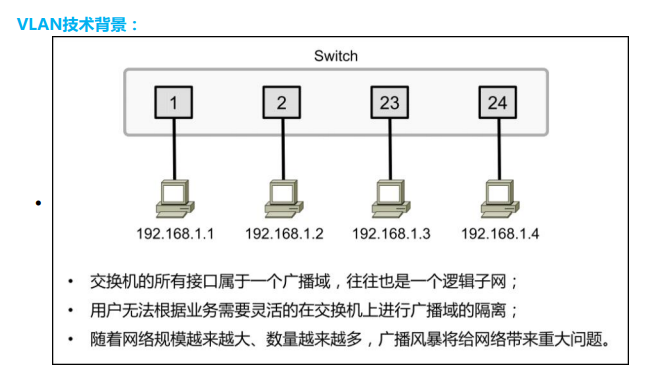 VLAN技术背景：
Switch
1 2 23 24
192.168.1.1 192.168.1.2 192.168.1.3 192.168.1.4
• 交换机的所有接口属于一个广播域，往往也是一个逻辑子网；
• 用户无法根据业务需要灵活的在交换机上进行广播域的隔离；
• 随着网络规模越来越大、数量越来越多，广播风暴将给网络带来重大问题。